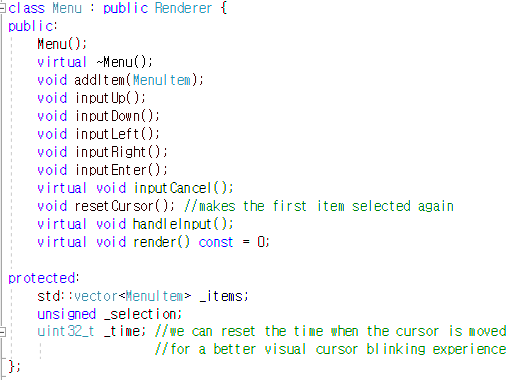 class Menu : public Renderer {
public:
    Menu();
    virtual ~Menu();
    void addItem(MenuItem);
    void inputUp();
    void inputDown();
    void inputLeft();
    void inputRight();
    void inputEnter();
    virtual void inputCancel();
    void resetCursor(); //makes the first item selected again
    virtual void handleInput();
    virtual void render() const = 0;

protected:
    std::vector<MenuItem> _items;
    unsigned _selection;
    uint32_t _time; //we can reset the time when the cursor is moved
                    //for a better visual cursor blinking experience
};